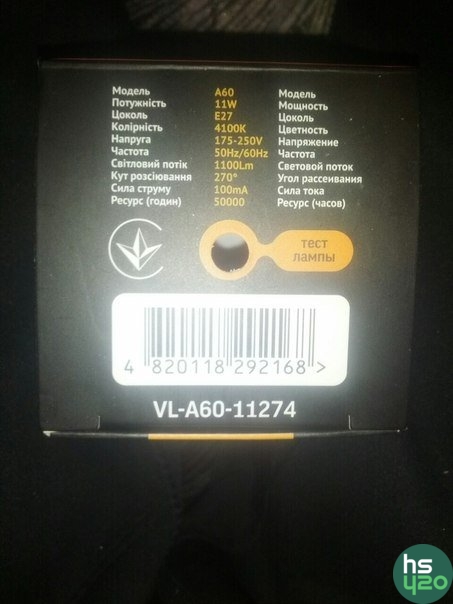 Модель A60 Модель
Потужність 11W Мощность
Цоколь E27 Цоколь
Колірність 4100K Цветность
Напруга 175-250V Напряжение
Частота 50Hz/60Hz Частота
Світловий потік 1100Lm Световой поток
Кут розсіювання 270° Угол рассеивания
Сила струму 100mA Сила тока
Ресурс (годин) 50000 Ресурс (часов)
тест
лампы
4 820118 292168 >
VL-A60-11274
hs
y2o